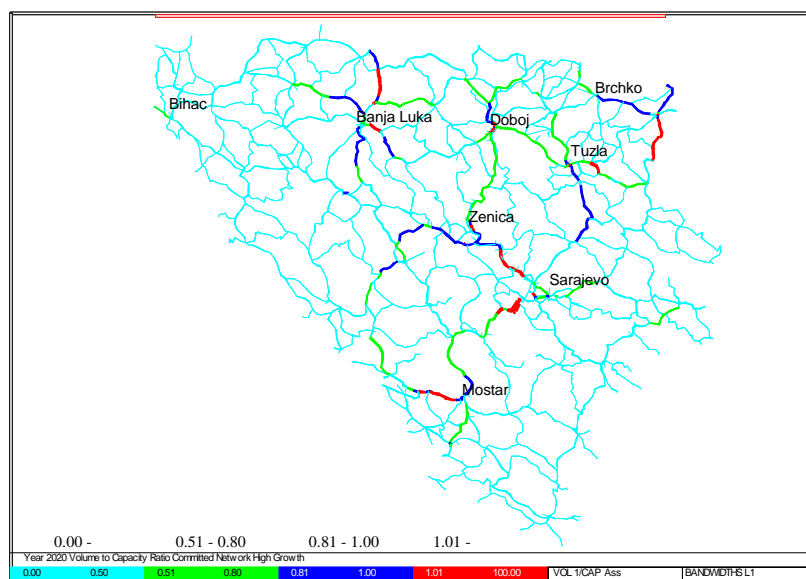 Brchko
Bihac
Banja Luka
Doboj
Tuzla
Zenica
Sarajevo
Mostar
0.00 - 0.51 - 0.80 0.81 - 1.00 1.01 -
Year 2020 Volume to Capacity Ratio Committed Network High Growth
0.00 0.50 0.51 0.80 0.81 1.00 1.01 100.00 VOL 1/CAP Ass BANDWIDTHS L1